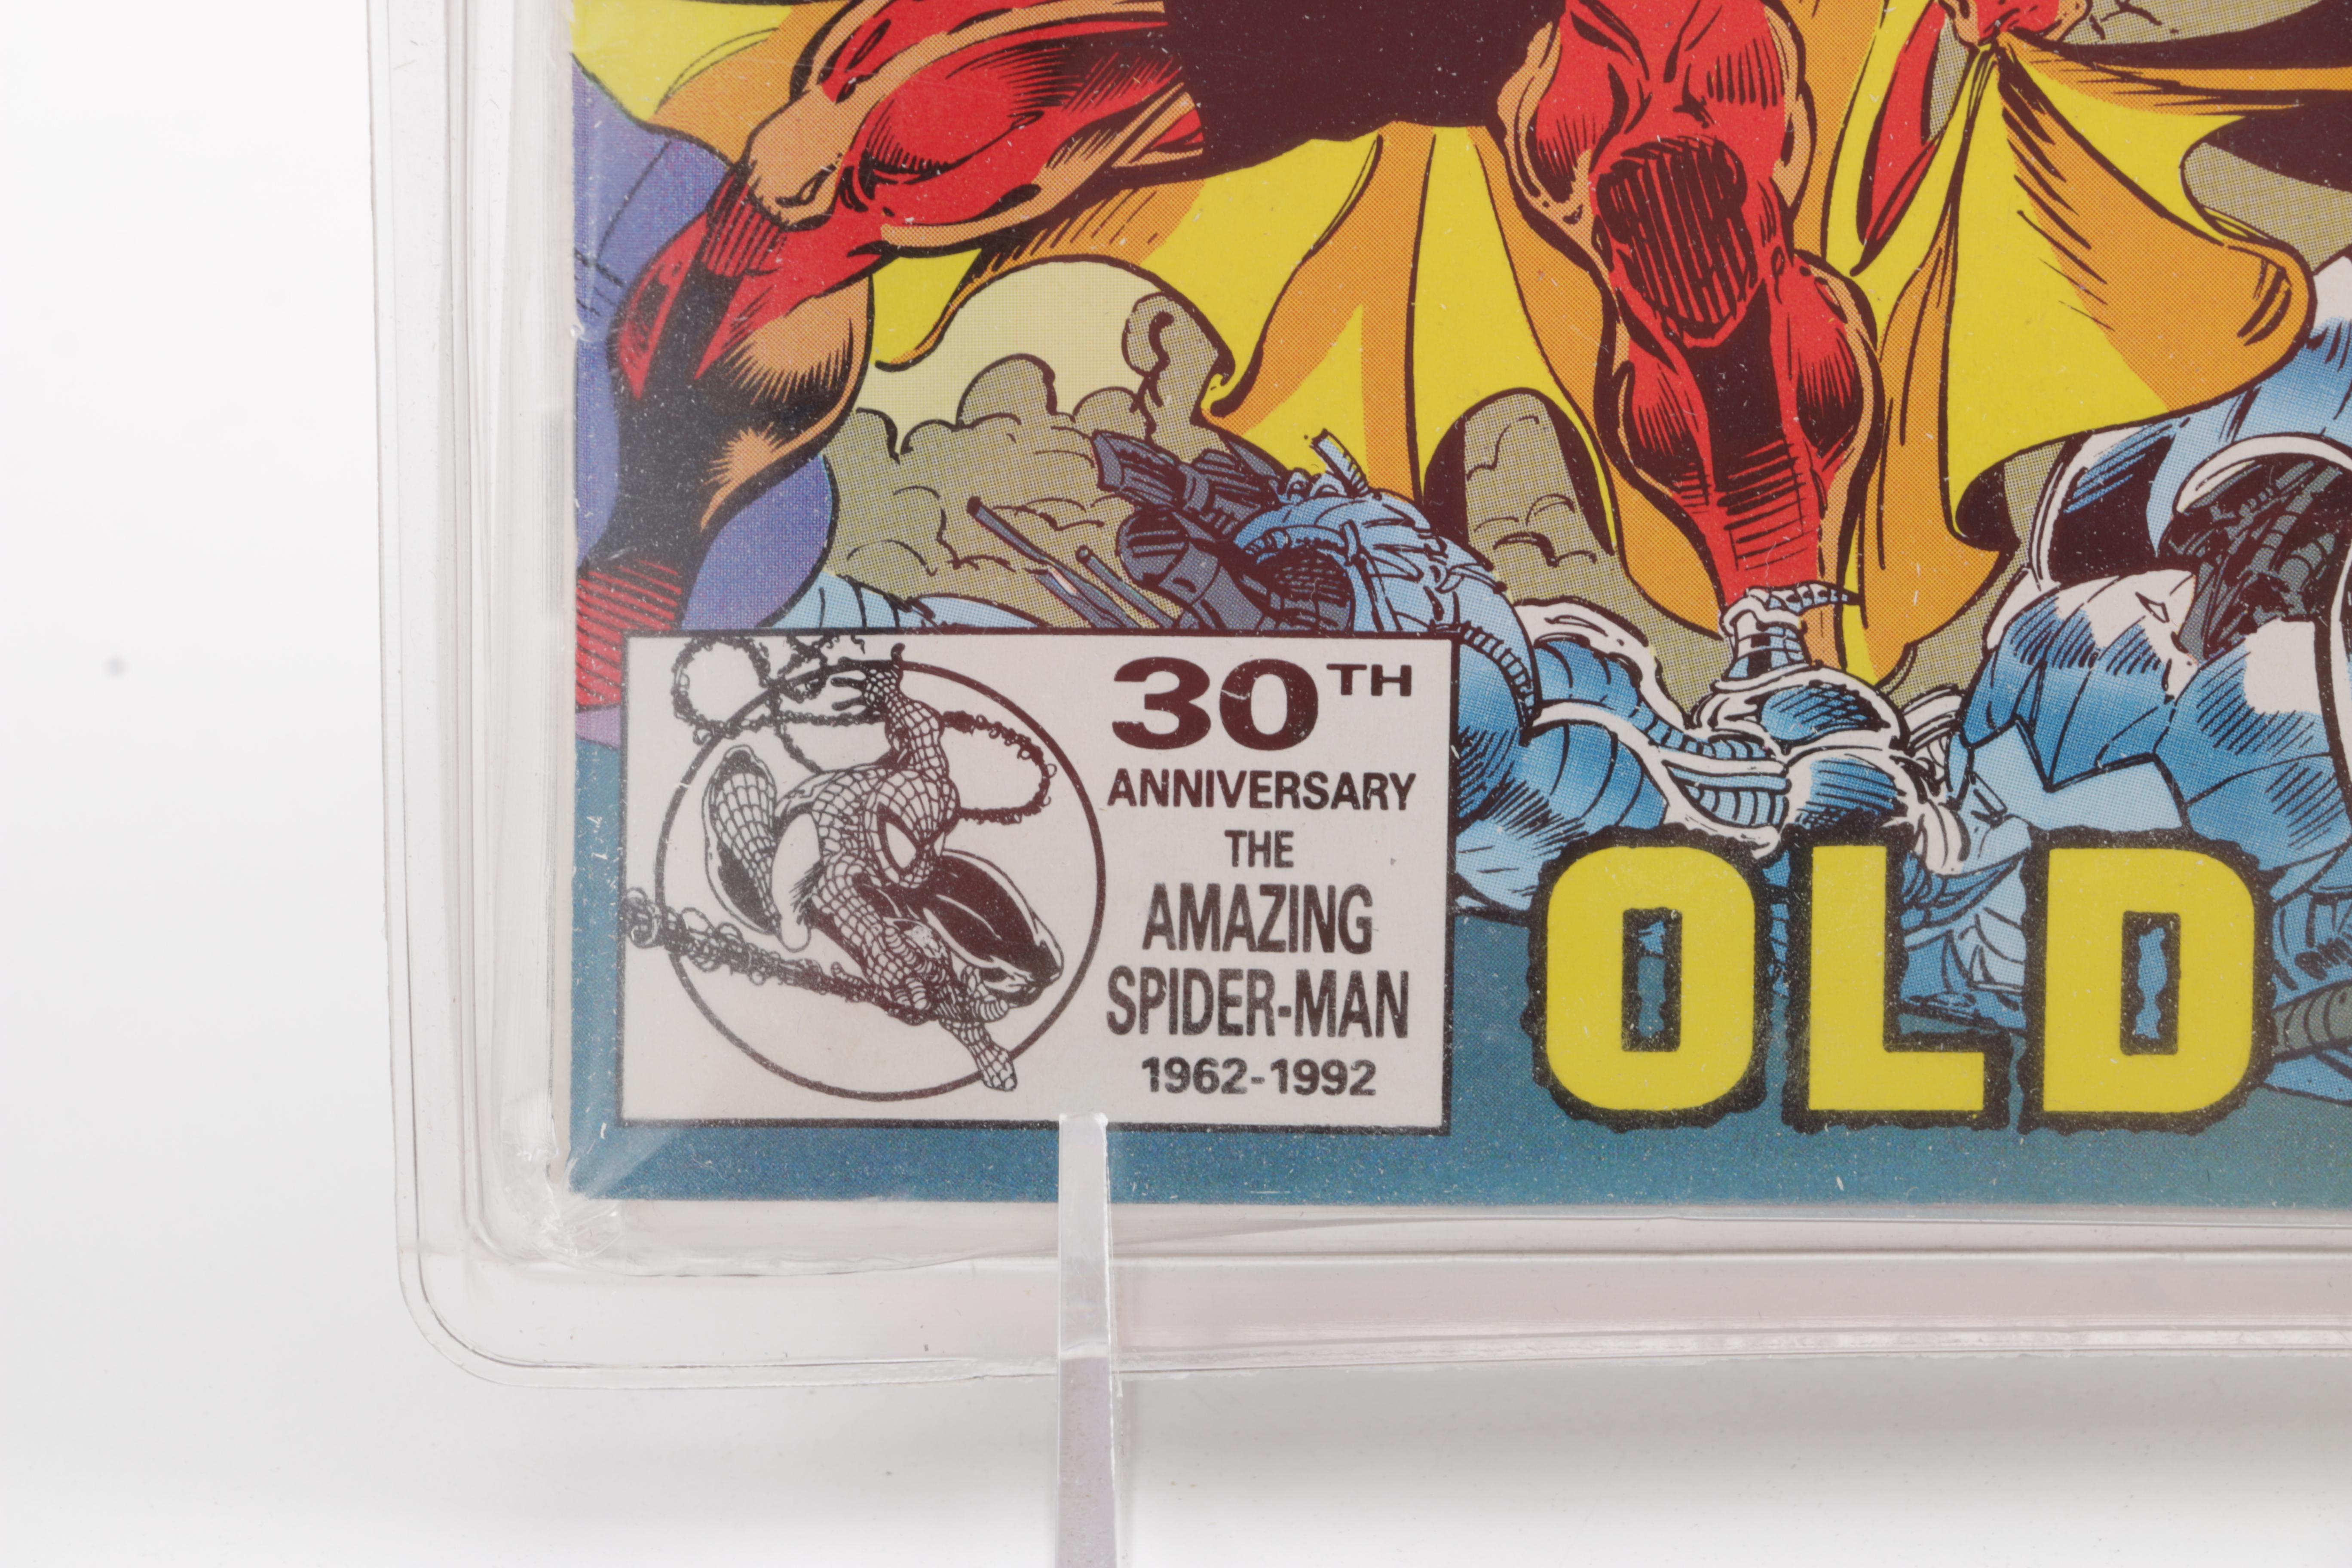 30TH
ANNIVERSARY
THE
AMAZING
SPIDER-MAN
1962-1992
OLD